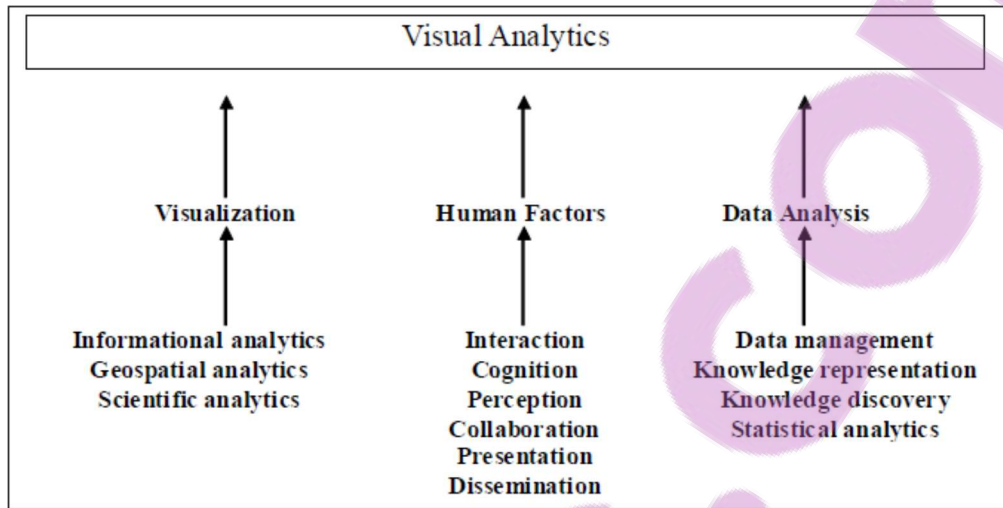 Visual Analytics
Visualization
Human Factors
Data Analysis
Informational analytics
Geospatial analytics
Scientific analytics
Interaction
Cognition
Perception
Collaboration
Presentation
Dissemination
Data management
Knowledge representation
Knowledge discovery
Statistical analytics